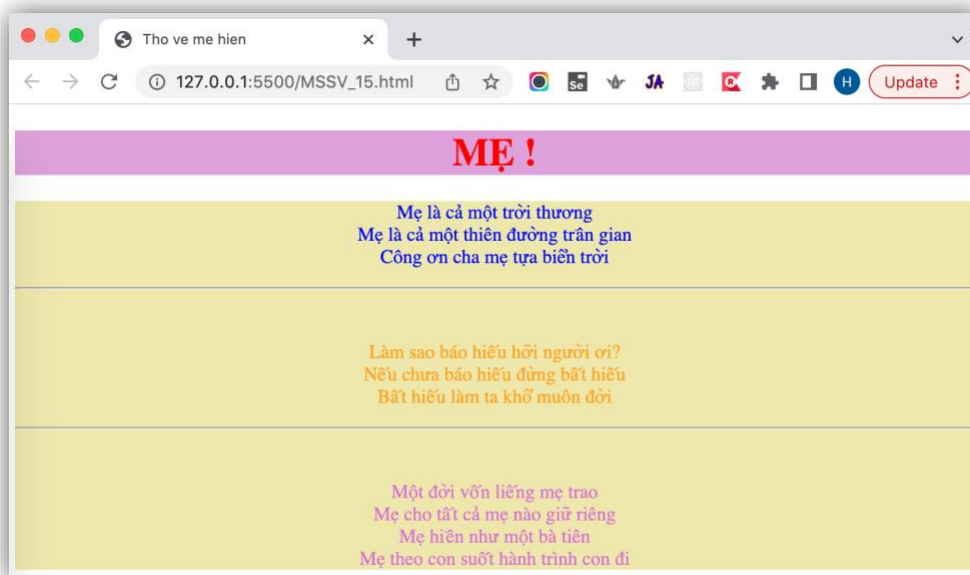 Tho ve me hien
127.0.0.1:5500/MSSV_15.html
Se
JA
H
Update
MẸ !
Mẹ là cả một trời thương
Mẹ là cả một thiên đường trân gian
Công ơn cha mẹ tựa biển trời
Làm sao báo hiếu hỡi người ơi?
Nếu chưa báo hiếu đừng bất hiếu
Bất hiếu làm ta khổ muôn đời
Một đời vốn liếng mẹ trao
Mẹ cho tất cả mẹ nào giữ riêng
Mẹ hiền như một bà tiên
Mẹ theo con suốt hành trình con đi